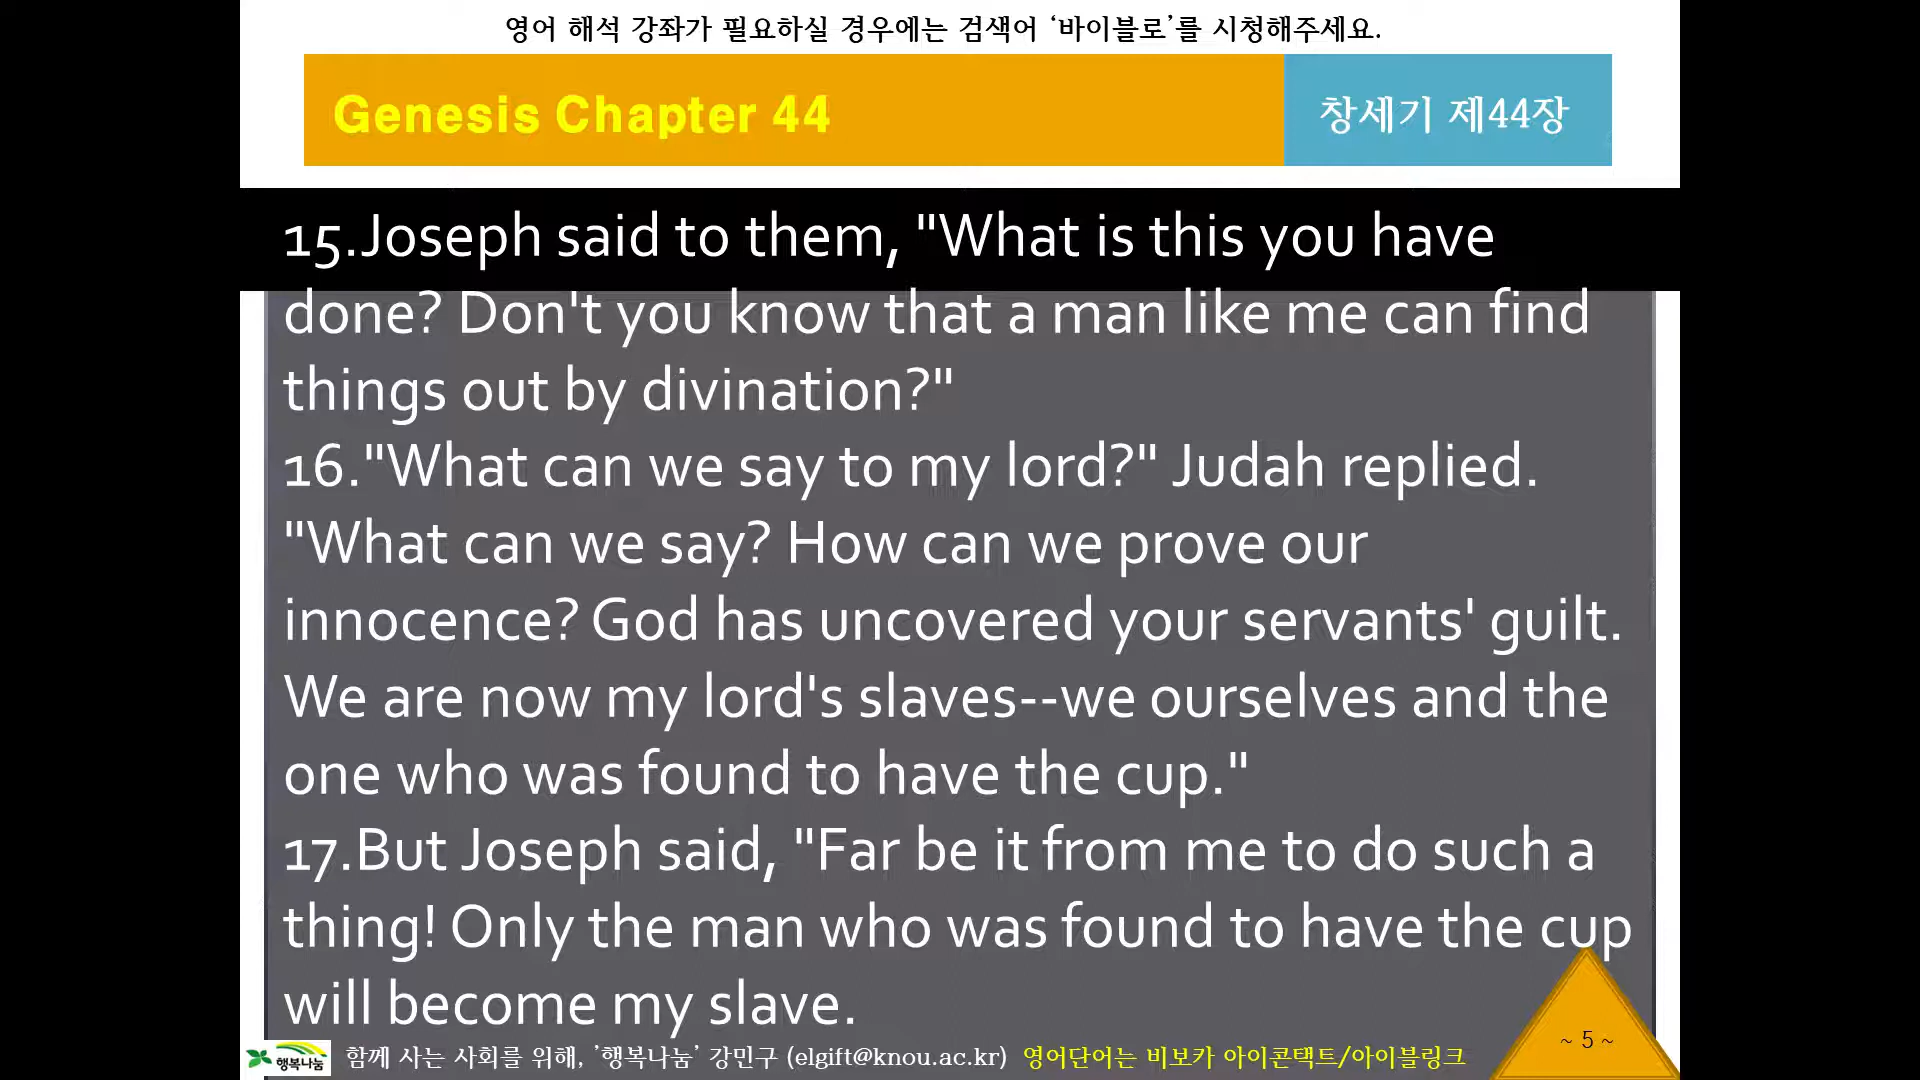 영어 해석 강좌가 필요하실 경우에는 검색어 ‘바이블로’를 시청해주세요.
Genesis Chapter 44
창세기 제44장
15.Joseph said to them, "What is this you have
done? Don't you know that a man like me can find
things out by divination?"
16."What can we say to my lord?" Judah replied.
"What can we say? How can we prove our
innocence? God has uncovered your servants' guilt.
We are now my lord's slaves--we ourselves and the
one who was found to have the cup."
17.But Joseph said, "Far be it from me to do such a
thing! Only the man who was found to have the cup
will become my slave.
~ 5 ~
행복나눔 함께 사는 사회를 위해, ’행복나눔’ 강민구 (elgift@knou.ac.kr) 영어단어는 비보카 아이콘택트/아이블링크